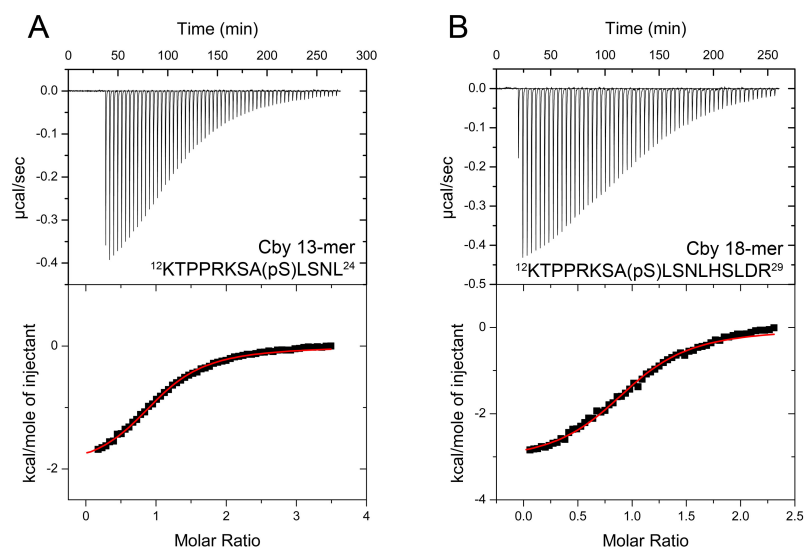 A
Time (min)
0 50 100 150 200 250 300
0.0
-0.1
-0.2
-0.3
-0.4
µcal/sec
Cby 13-mer
¹²KTPPRKSA(pS)LSNL²⁴
0
-2
kcal/mole of injectant
0 1 2 3 4
Molar Ratio
B
Time (min)
0 50 100 150 200 250
0.0
-0.1
-0.2
-0.3
-0.4
-0.5
µcal/sec
Cby 18-mer
¹²KTPPRKSA(pS)LSNLHSLDR²⁹
0
-2
-4
kcal/mole of injectant
0.0 0.5 1.0 1.5 2.0 2.5
Molar Ratio